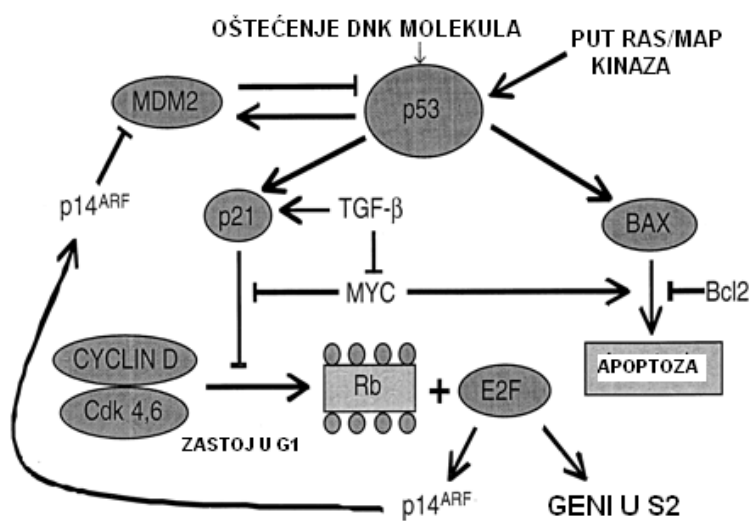 OŠTEĆENJE DNK MOLEKULA
PUT RAS/MAP
KINAZA
MDM2
p53
p14ARF
p21
TGF-β
BAX
MYC
Bcl2
CYCLIN D
Cdk 4,6
Rb
+
E2F
APOPTOZA
ZASTOJ U G1
p14ARF
GENI U S2